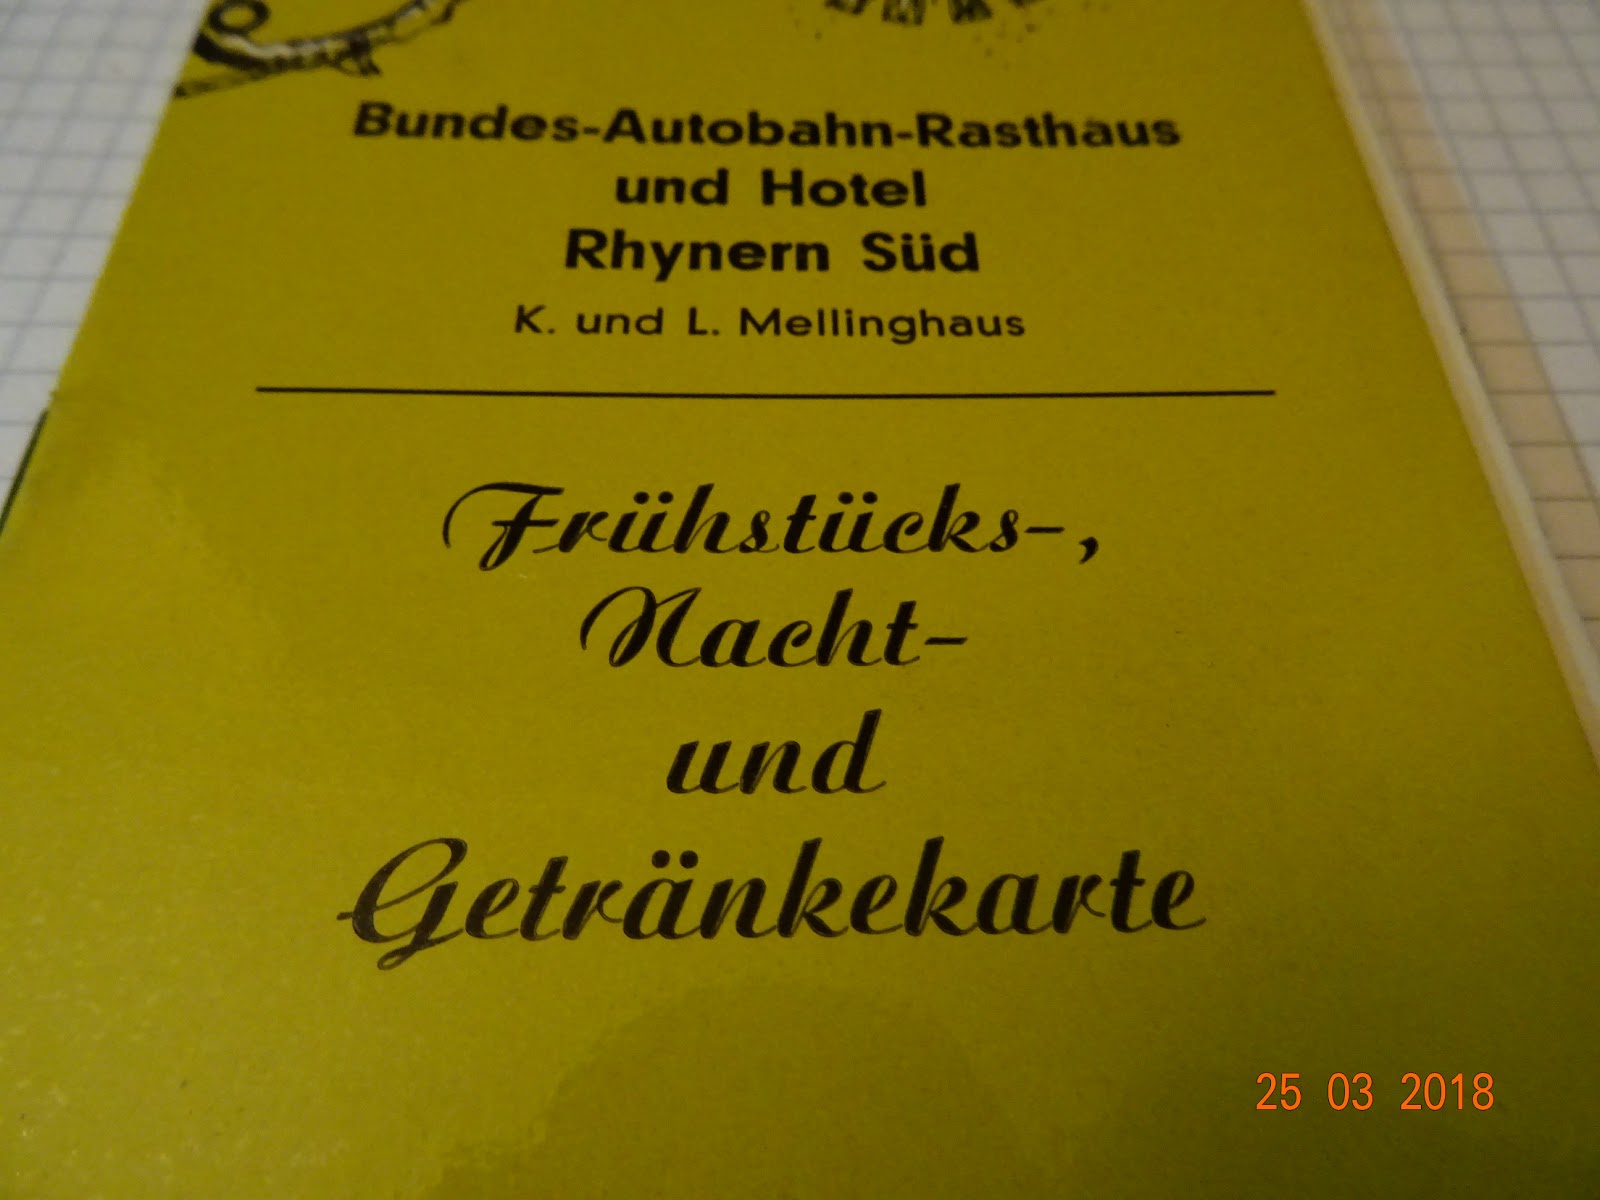 Bundes-Autobahn-Rasthaus
und Hotel
Rhynern Süd
K. und L. Mellinghaus
Frühstücks-,
Nacht-
und
Getränkekarte
25 03 2018